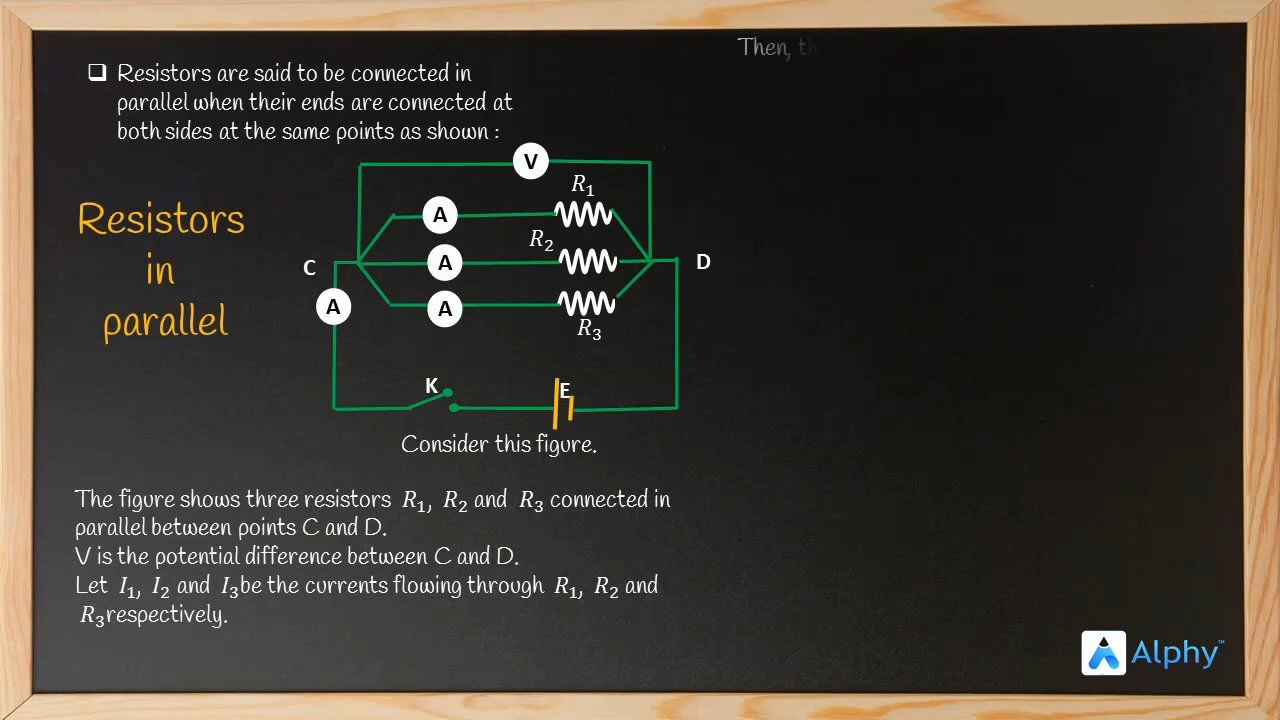 Then, th
❑ Resistors are said to be connected in
parallel when their ends are connected at
both sides at the same points as shown :
Resistors
in
parallel
V
R₁
A
R₂
A
C
D
A
A
R₃
K
E
Consider this figure.
The figure shows three resistors R₁, R₂ and R₃ connected in
parallel between points C and D.
V is the potential difference between C and D.
Let I₁, I₂ and I₃ be the currents flowing through R₁, R₂ and
R₃ respectively.
Alphy™